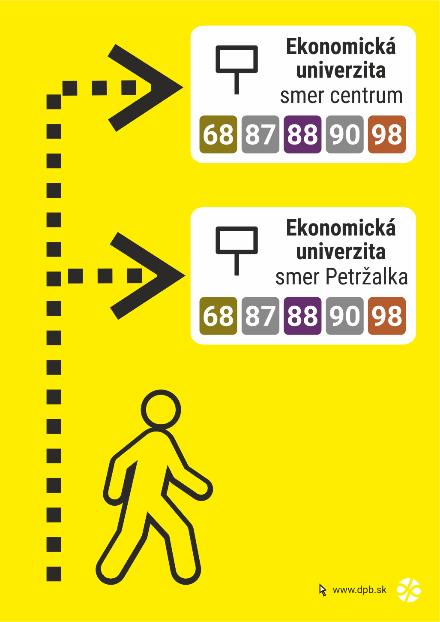 Ekonomická
univerzita
smer centrum
68 87 88 90 98
Ekonomická
univerzita
smer Petržalka
68 87 88 90 98
www.dpb.sk